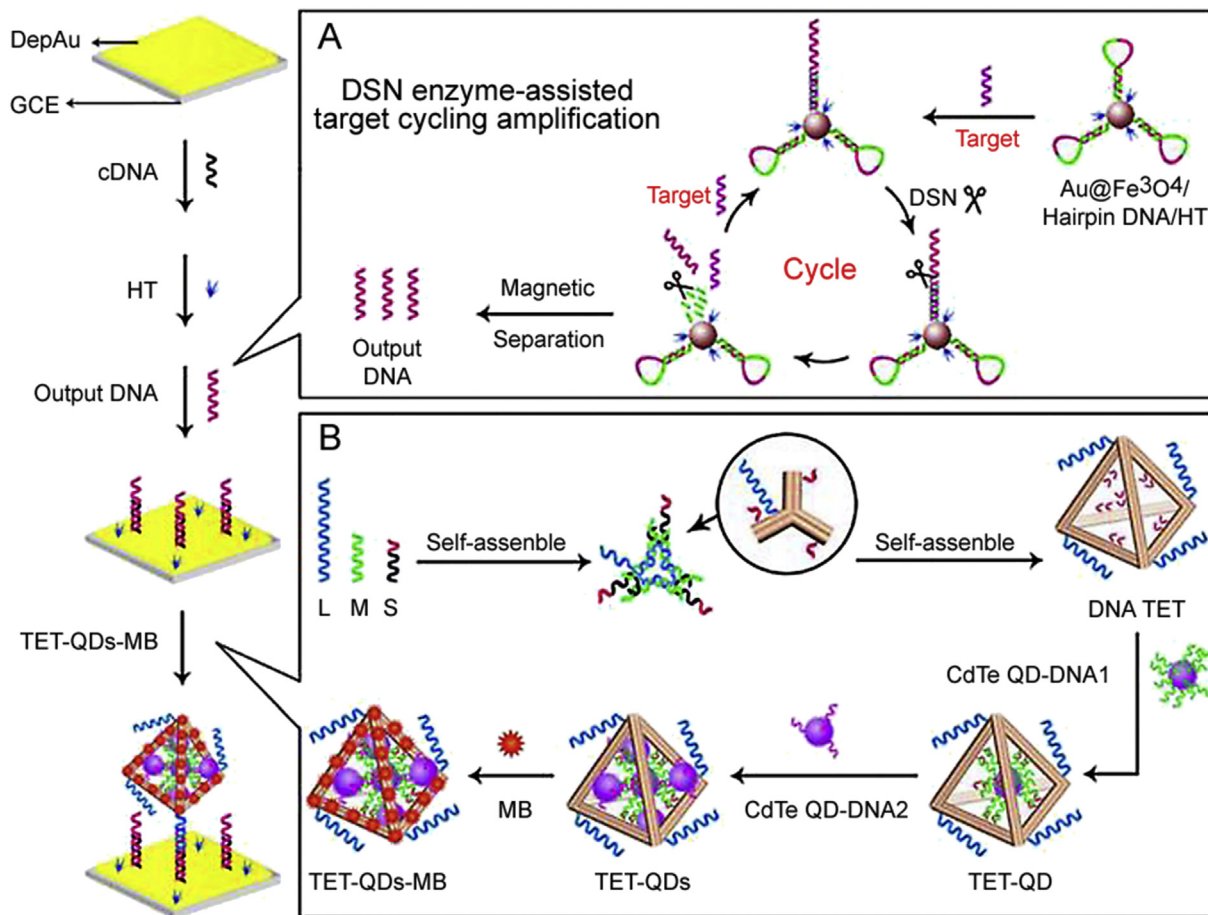 DepAu
GCE
cDNA
HT
Output DNA
TET-QDs-MB
A
DSN enzyme-assisted
target cycling amplification
Target
Au@Fe³O⁴/
Hairpin DNA/HT
DSN
Target
Cycle
Magnetic
Separation
Output
DNA
B
L
M
S
Self-assenble
Self-assenble
DNA TET
CdTe QD-DNA1
TET-QD
CdTe QD-DNA2
TET-QDs
MB
TET-QDs-MB